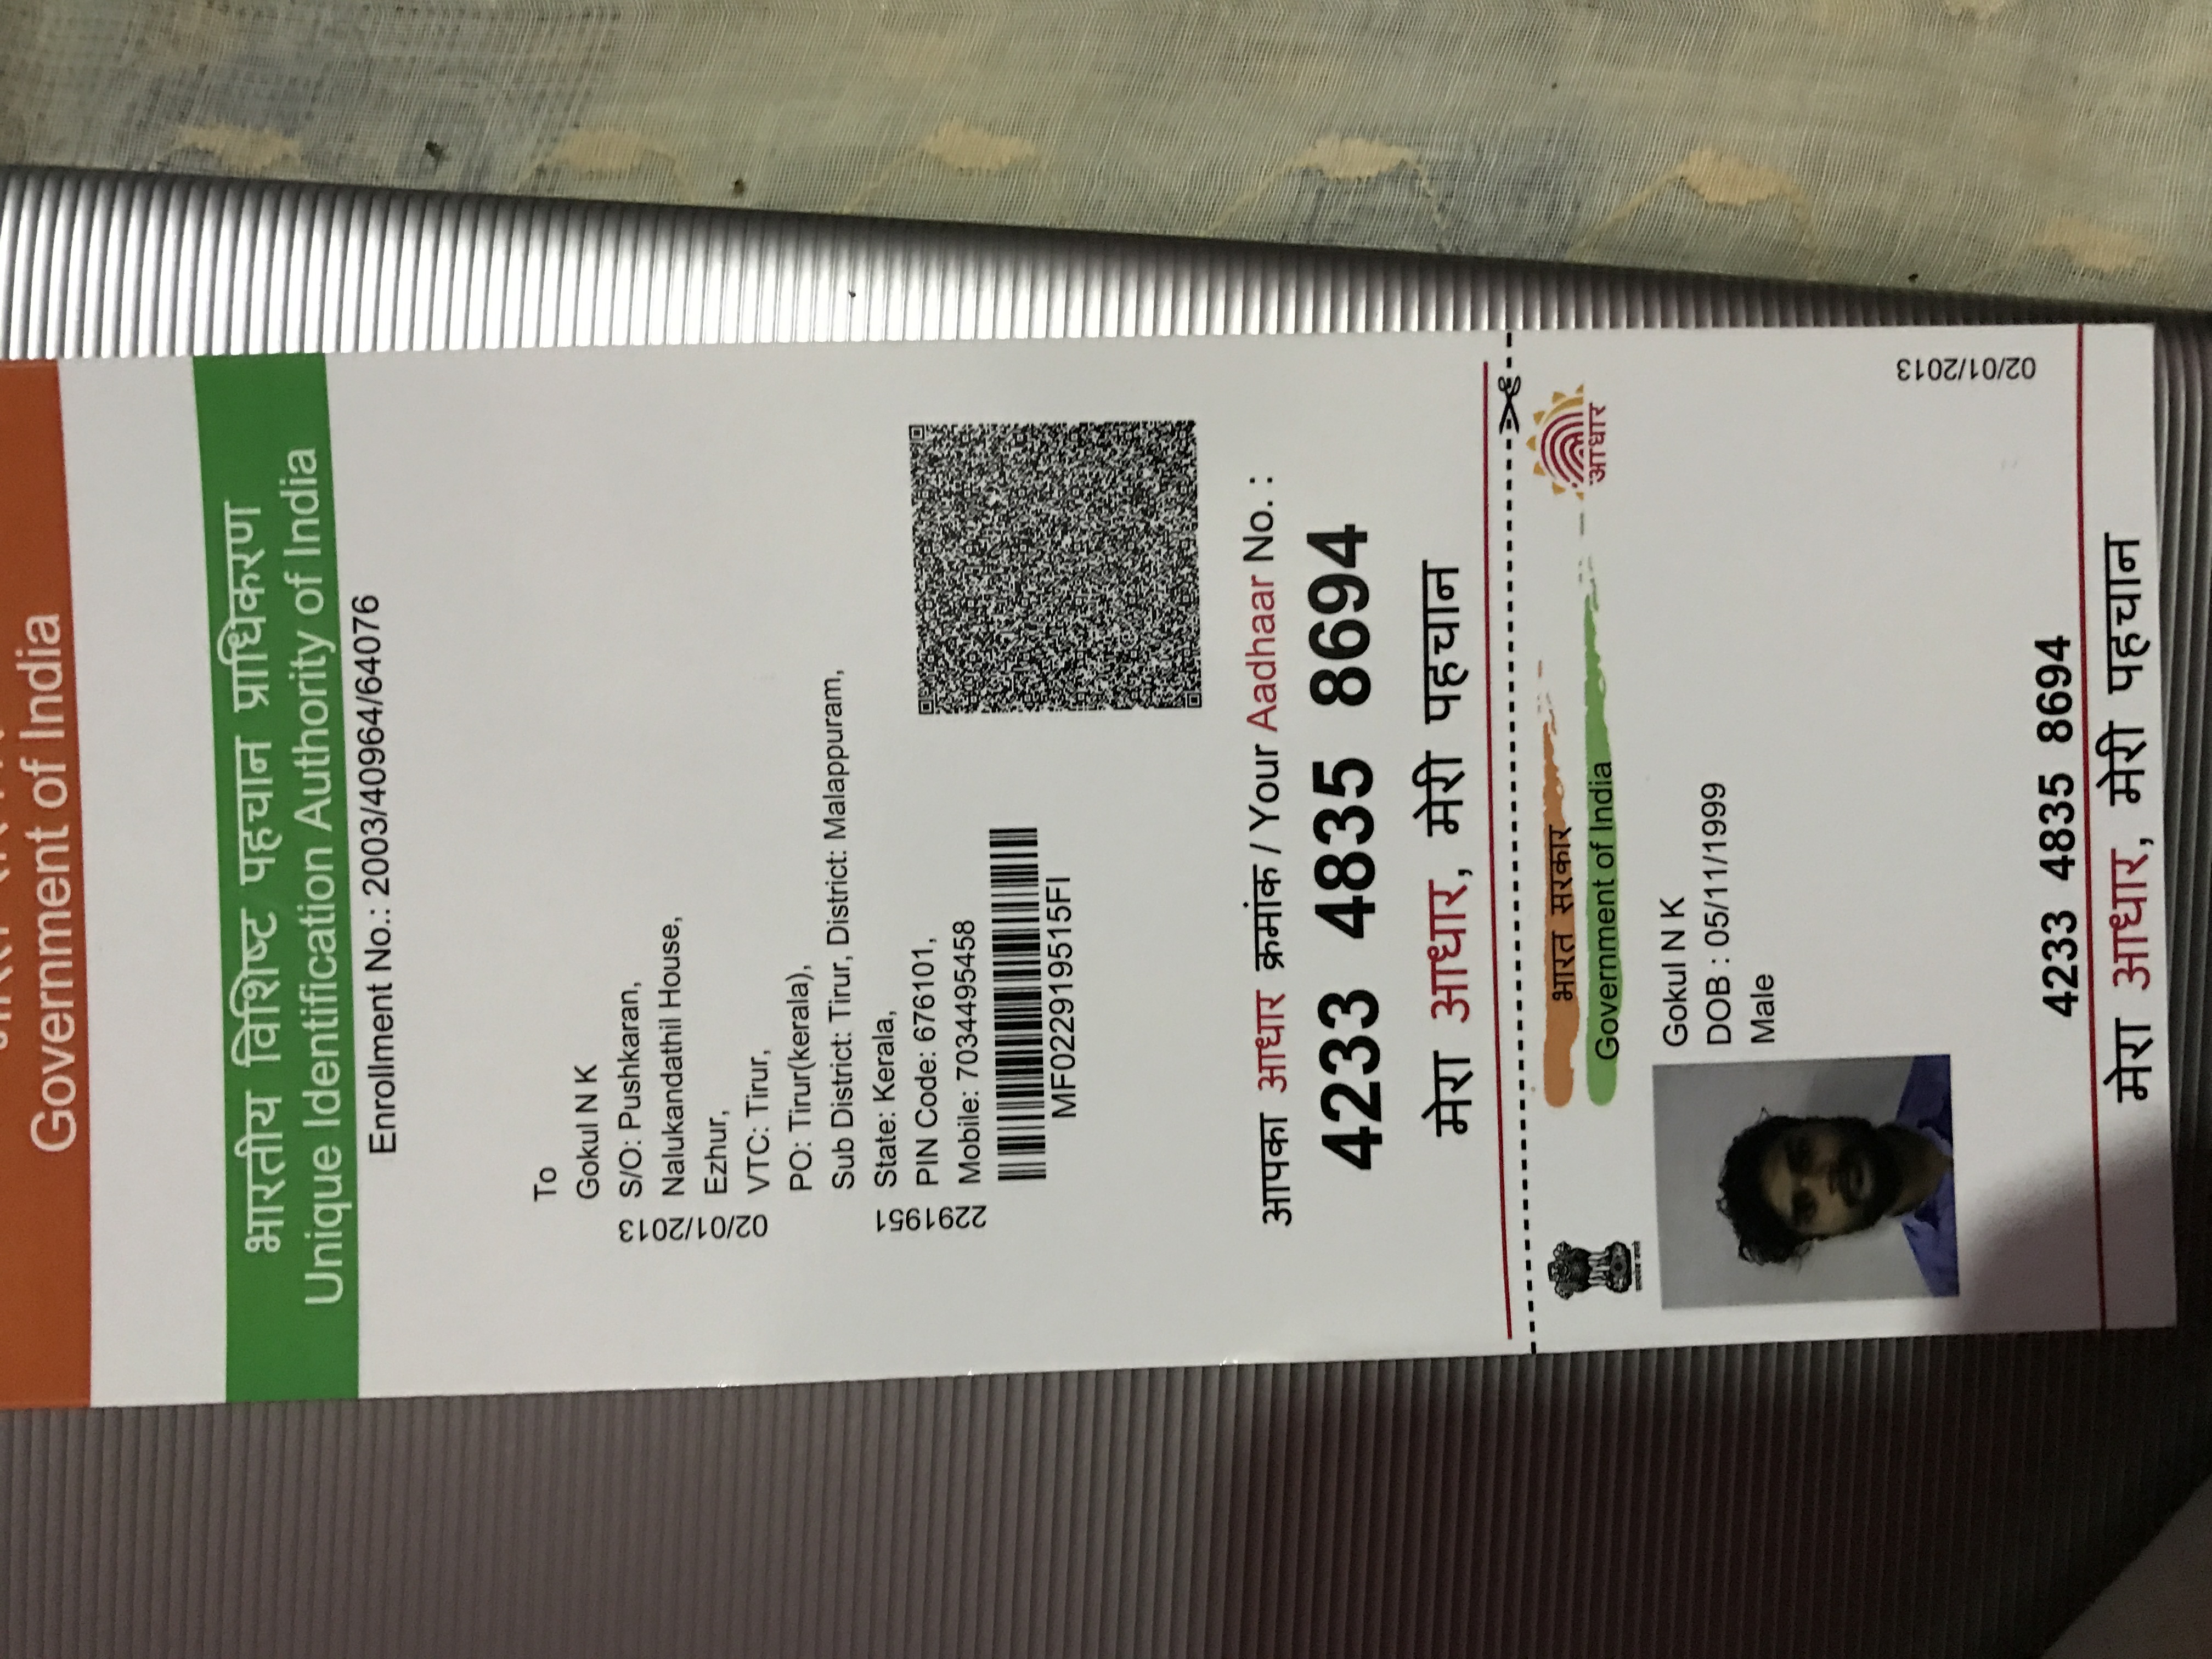 Government of India
भारतीय विशिष्ट पहचान प्राधिकरण
Unique Identification Authority of India
Enrollment No.: 2003/40964/64076
To
Gokul N K
S/O: Pushkaran,
Nalukandathil House,
Ezhur,
VTC: Tirur,
PO: Tirur(kerala),
Sub District: Tirur, District: Malappuram,
State: Kerala,
PIN Code: 676101,
Mobile: 7034495458
02/01/2013
2291951
MF022919515FI
आपका आधार क्रमांक / Your Aadhaar No. :
4233 4835 8694
मेरा आधार, मेरी पहचान
भारत सरकार
Government of India
आधार
सत्यमेव जयते
Gokul N K
DOB : 05/11/1999
Male
02/01/2013
4233 4835 8694
मेरा आधार, मेरी पहचान